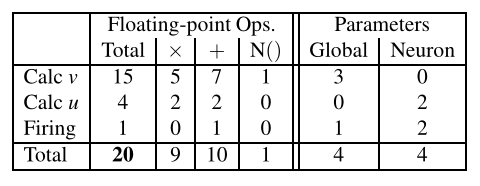 Floating-point Ops. Parameters
Total × + N() Global Neuron
Calc v 15 5 7 1 3 0
Calc u 4 2 2 0 0 2
Firing 1 0 1 0 1 2
Total 20 9 10 1 4 4